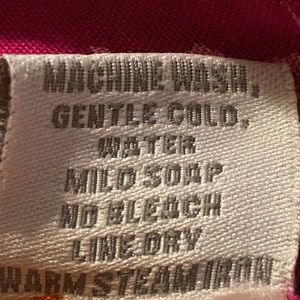 MACHINE WASH,
GENTLE COLD,
WATER
MILD SOAP
NO BLEACH
LINE DRY
WARM STEAM IRON